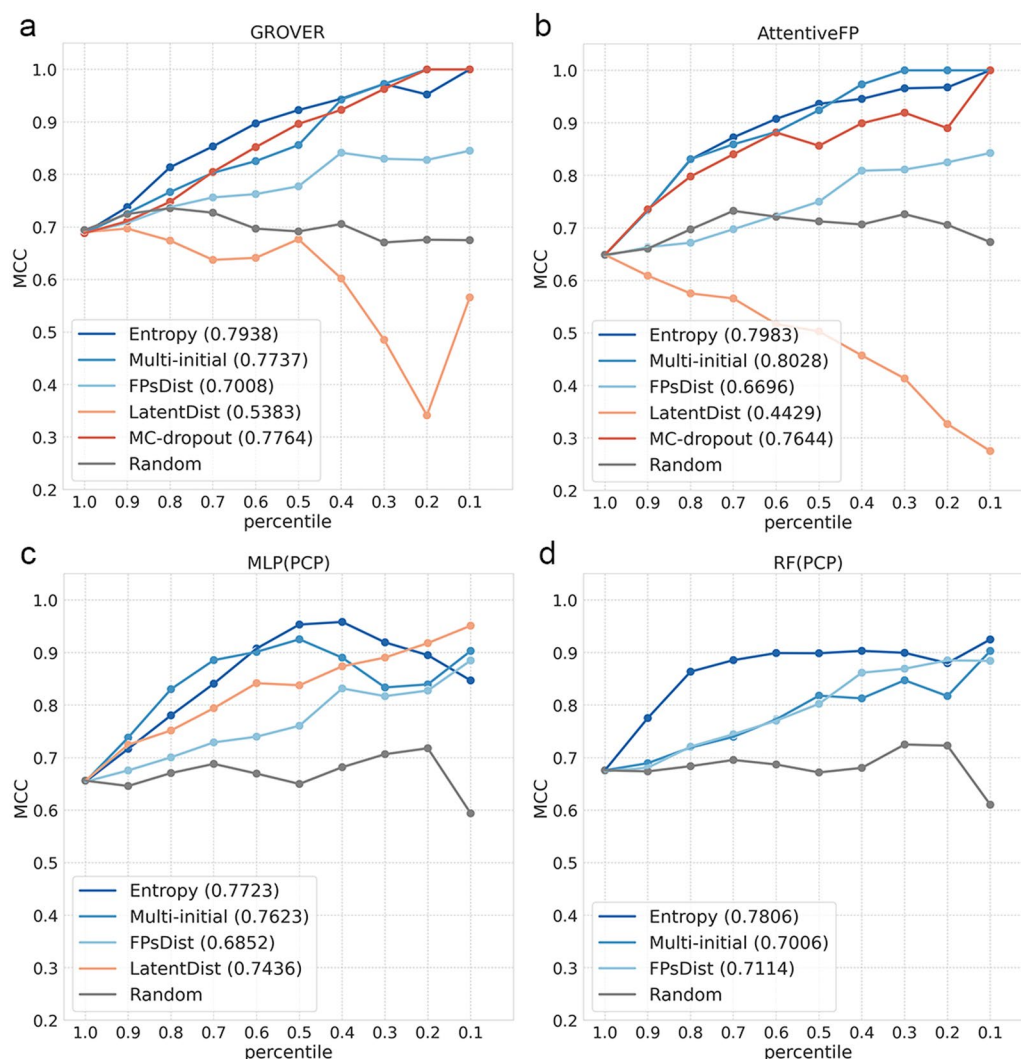 a
GROVER
MCC
1.0
0.9
0.8
0.7
0.6
0.5
0.4
0.3
0.2
Entropy (0.7938)
Multi-initial (0.7737)
FPsDist (0.7008)
LatentDist (0.5383)
MC-dropout (0.7764)
Random
1.0 0.9 0.8 0.7 0.6 0.5 0.4 0.3 0.2 0.1
percentile
b
AttentiveFP
MCC
1.0
0.9
0.8
0.7
0.6
0.5
0.4
0.3
0.2
Entropy (0.7983)
Multi-initial (0.8028)
FPsDist (0.6696)
LatentDist (0.4429)
MC-dropout (0.7644)
Random
1.0 0.9 0.8 0.7 0.6 0.5 0.4 0.3 0.2 0.1
percentile
c
MLP(PCP)
MCC
1.0
0.9
0.8
0.7
0.6
0.5
0.4
0.3
0.2
Entropy (0.7723)
Multi-initial (0.7623)
FPsDist (0.6852)
LatentDist (0.7436)
Random
1.0 0.9 0.8 0.7 0.6 0.5 0.4 0.3 0.2 0.1
percentile
d
RF(PCP)
MCC
1.0
0.9
0.8
0.7
0.6
0.5
0.4
0.3
0.2
Entropy (0.7806)
Multi-initial (0.7006)
FPsDist (0.7114)
Random
1.0 0.9 0.8 0.7 0.6 0.5 0.4 0.3 0.2 0.1
percentile